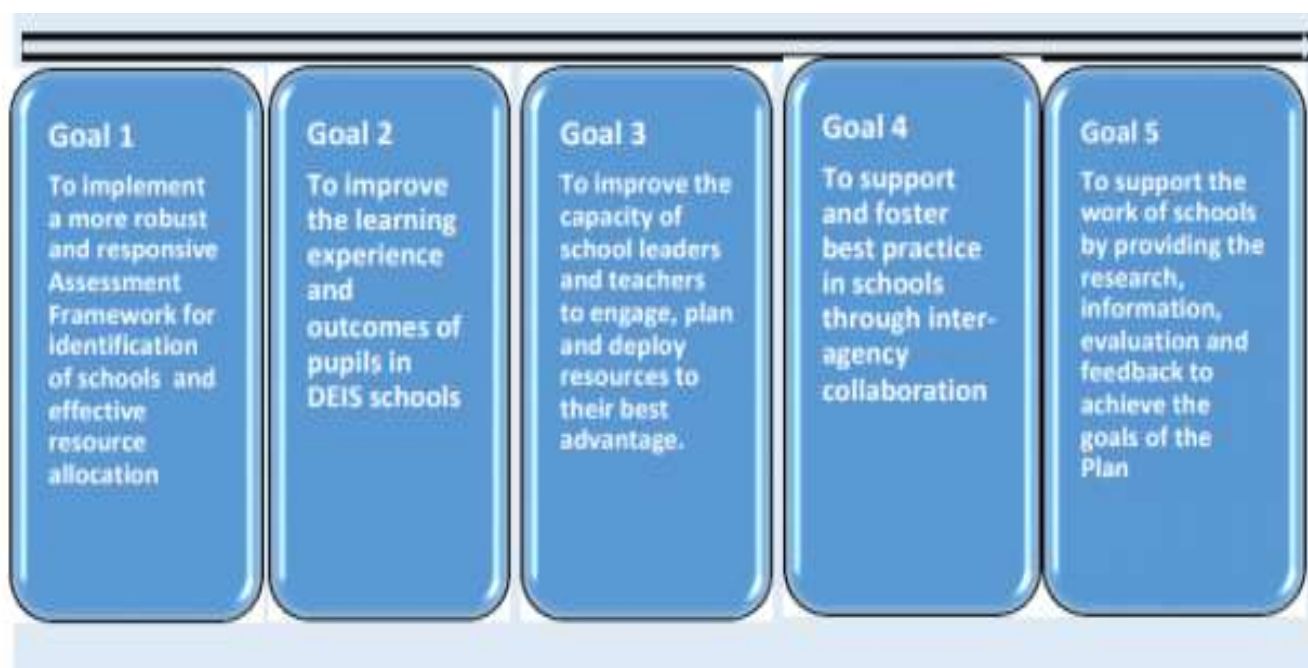 Goal 1
To implement
a more robust
and responsive
Assessment
Framework for
identification
of schools and
effective
resource
allocation
Goal 2
To improve
the learning
experience
and
outcomes of
pupils in
DEIS schools
Goal 3
To improve the
capacity of
school leaders
and teachers
to engage, plan
and deploy
resources to
their best
advantage.
Goal 4
To support
and foster
best practice
in schools
through inter-
agency
collaboration
Goal 5
To support the
work of schools
by providing the
research,
information,
evaluation and
feedback to
achieve the
goals of the
Plan